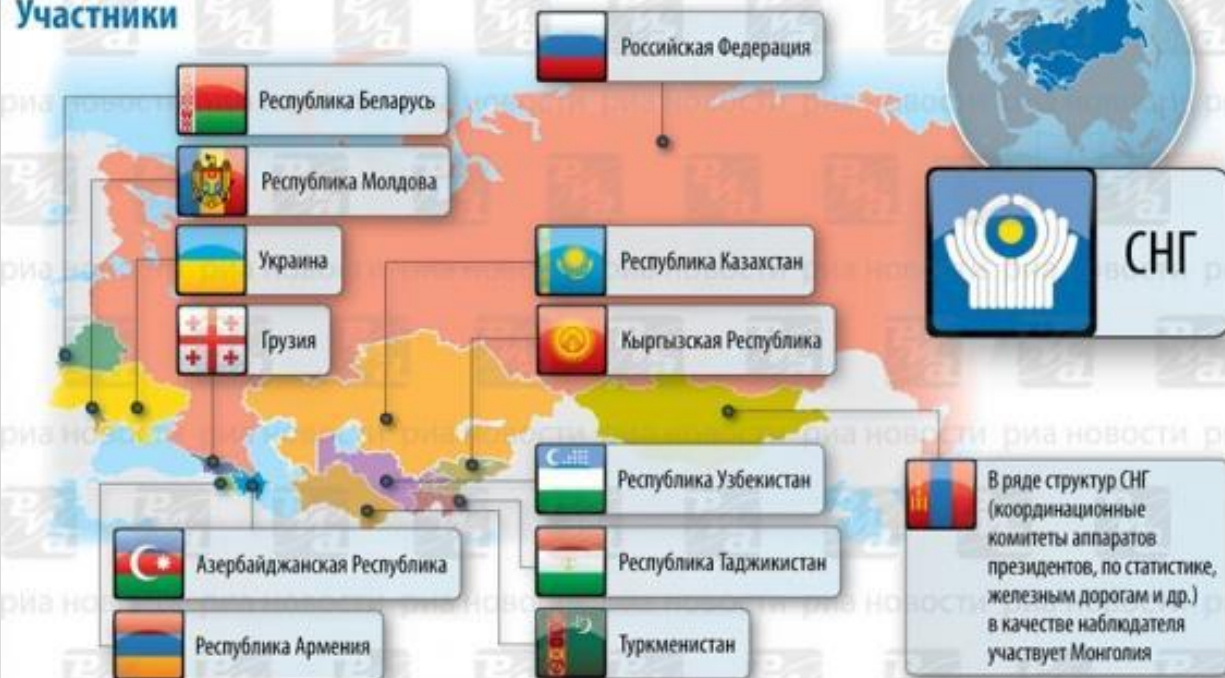 Участники
Российская Федерация
Республика Беларусь
Республика Молдова
Украина
Грузия
Республика Казахстан
Кыргызская Республика
СНГ
Республика Узбекистан
Республика Таджикистан
Туркменистан
Азербайджанская Республика
Республика Армения
В ряде структур СНГ
(координационные
комитеты аппаратов
президентов, по статистике,
железным дорогам и др.)
в качестве наблюдателя
участвует Монголия
риа новости